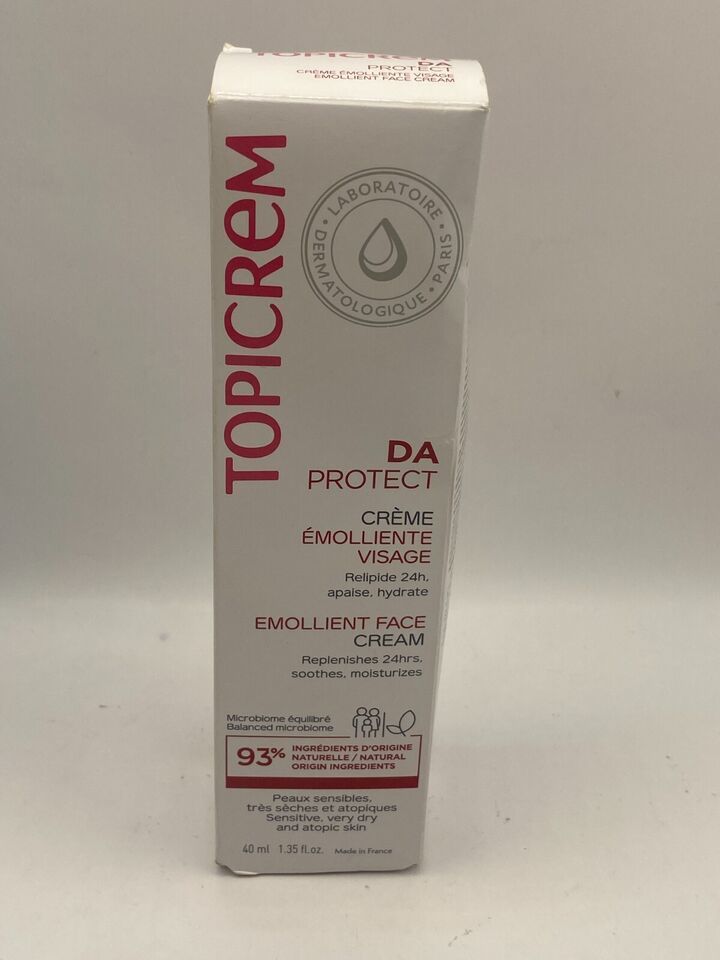 TOPICREM
DA
PROTECT
CRÈME ÉMOLLIENTE VISAGE
EMOLLIENT FACE CREAM
TOPICREM
• LABORATOIRE •
DERMATOLOGIQUE • PARIS
DA
PROTECT
CRÈME
ÉMOLLIENTE
VISAGE
Relipide 24h,
apaise, hydrate
EMOLLIENT FACE
CREAM
Replenishes 24hrs,
soothes, moisturizes
Microbiome équilibré
Balanced microbiome
93%
INGRÉDIENTS D'ORIGINE
NATURELLE / NATURAL
ORIGIN INGREDIENTS
Peaux sensibles,
très sèches et atopiques
Sensitive, very dry
and atopic skin
40 ml 1.35 fl.oz. Made in France